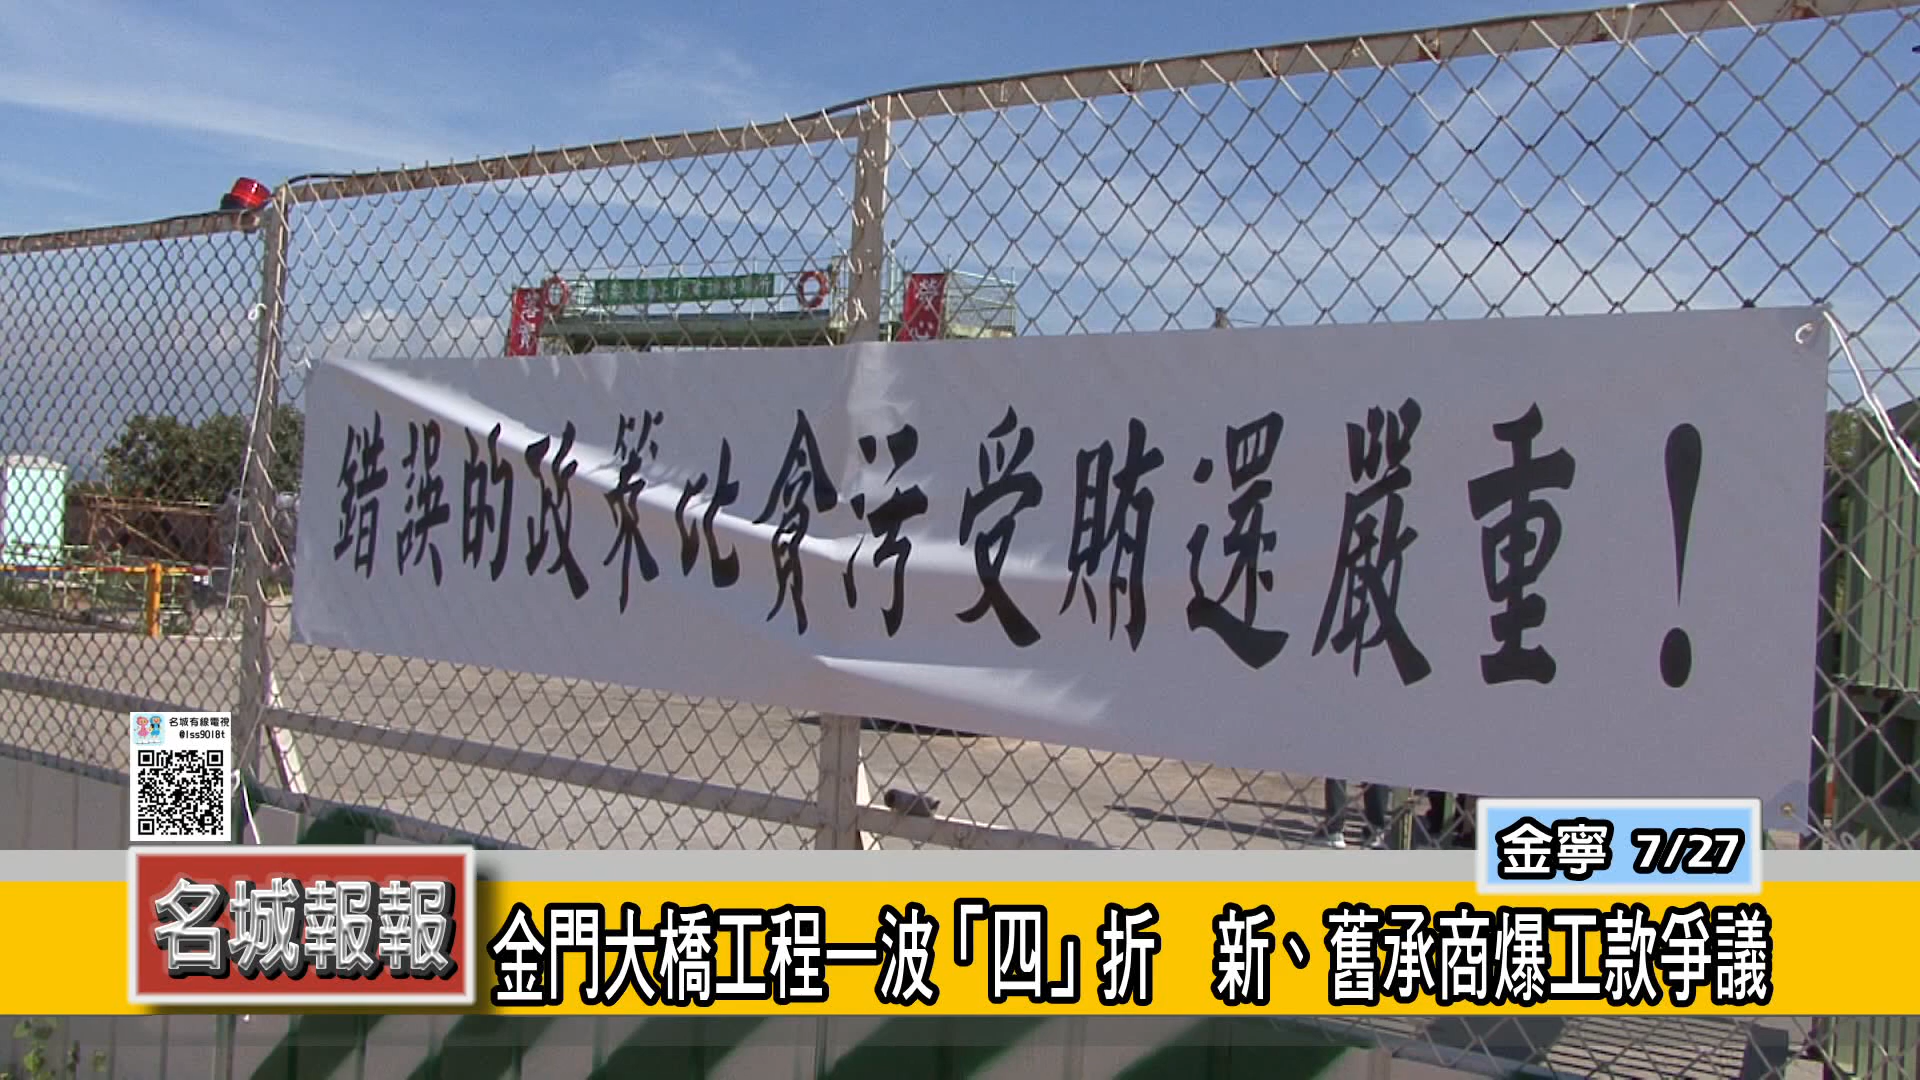 榮心
錯誤的政策比貪污受賄還嚴重！
名城有線電視
@lss9018t
金寧 7/27
名城報報
金門大橋工程一波「四」折 新、舊承商爆工款爭議